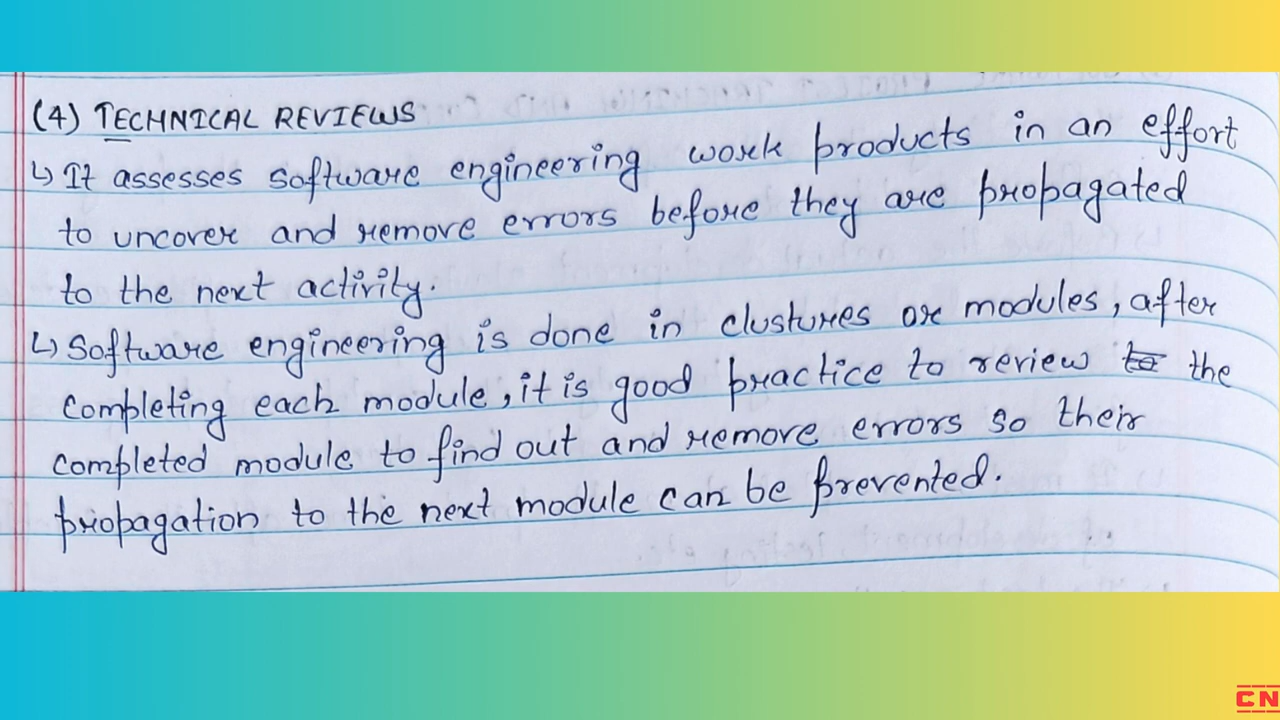 (4) TECHNICAL REVIEWS
↳ It assesses software engineering work products in an effort
to uncover and remove errors before they are propagated
to the next activity.
↳ Software engineering is done in clustures or modules, after
completing each module, it is good practice to review the
completed module to find out and remove errors so their
propagation to the next module can be prevented.
CN